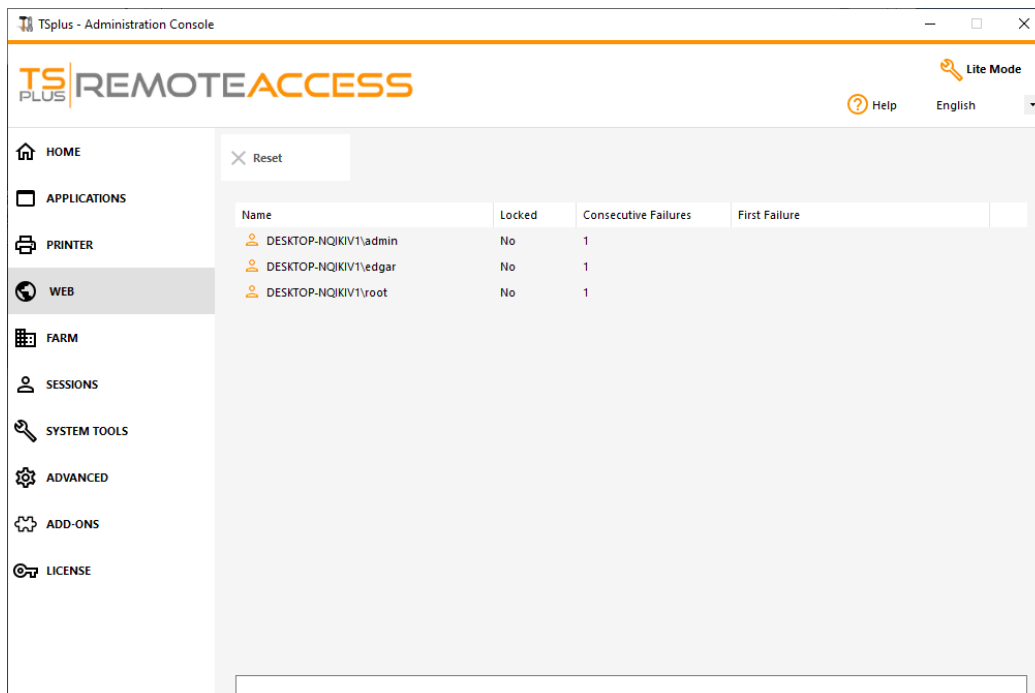 TSplus - Administration Console
TS PLUS REMOTEACCESS
Lite Mode
Help English
HOME
APPLICATIONS
PRINTER
WEB
FARM
SESSIONS
SYSTEM TOOLS
ADVANCED
ADD-ONS
LICENSE
Reset
Name Locked Consecutive Failures First Failure
DESKTOP-NQIKIV1\admin No 1
DESKTOP-NQIKIV1\edgar No 1
DESKTOP-NQIKIV1\root No 1